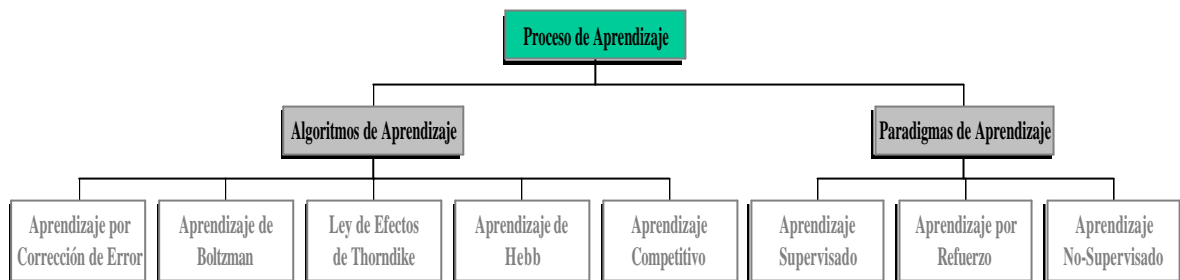 Proceso de Aprendizaje
Algoritmos de Aprendizaje
Paradigmas de Aprendizaje
Aprendizaje por
Corrección de Error
Aprendizaje de
Boltzman
Ley de Efectos
de Thorndike
Aprendizaje de
Hebb
Aprendizaje
Competitivo
Aprendizaje
Supervisado
Aprendizaje por
Refuerzo
Aprendizaje
No-Supervisado